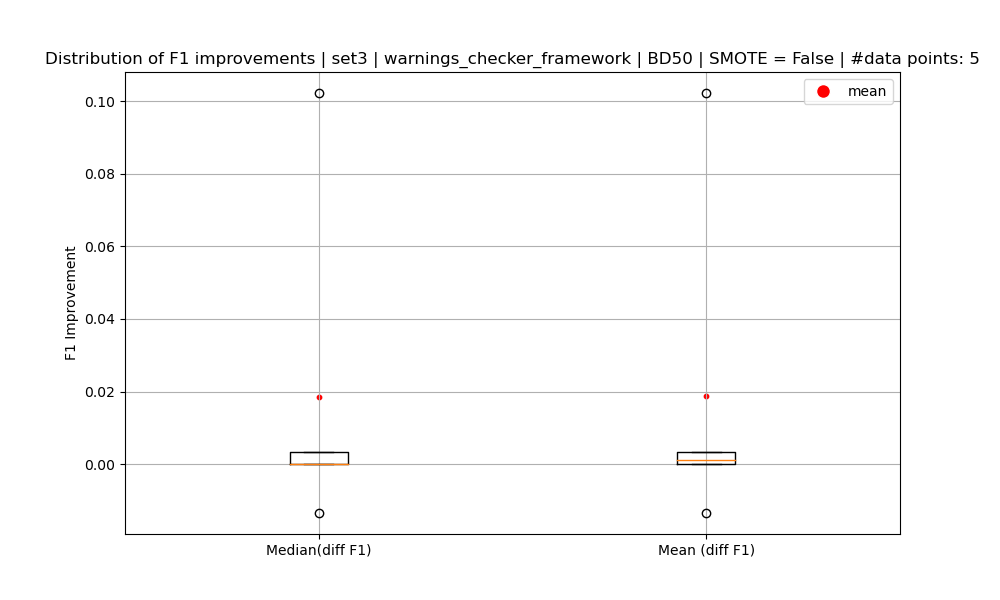 Distribution of F1 improvements | set3 | warnings_checker_framework | BD50 | SMOTE = False | #data points: 5
mean
0.10
0.08
0.06
0.04
0.02
0.00
F1 Improvement
Median(diff F1)
Mean (diff F1)